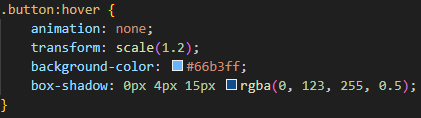 .button:hover {
    animation: none;
    transform: scale(1.2);
    background-color: #66b3ff;
    box-shadow: 0px 4px 15px rgba(0, 123, 255, 0.5);
}